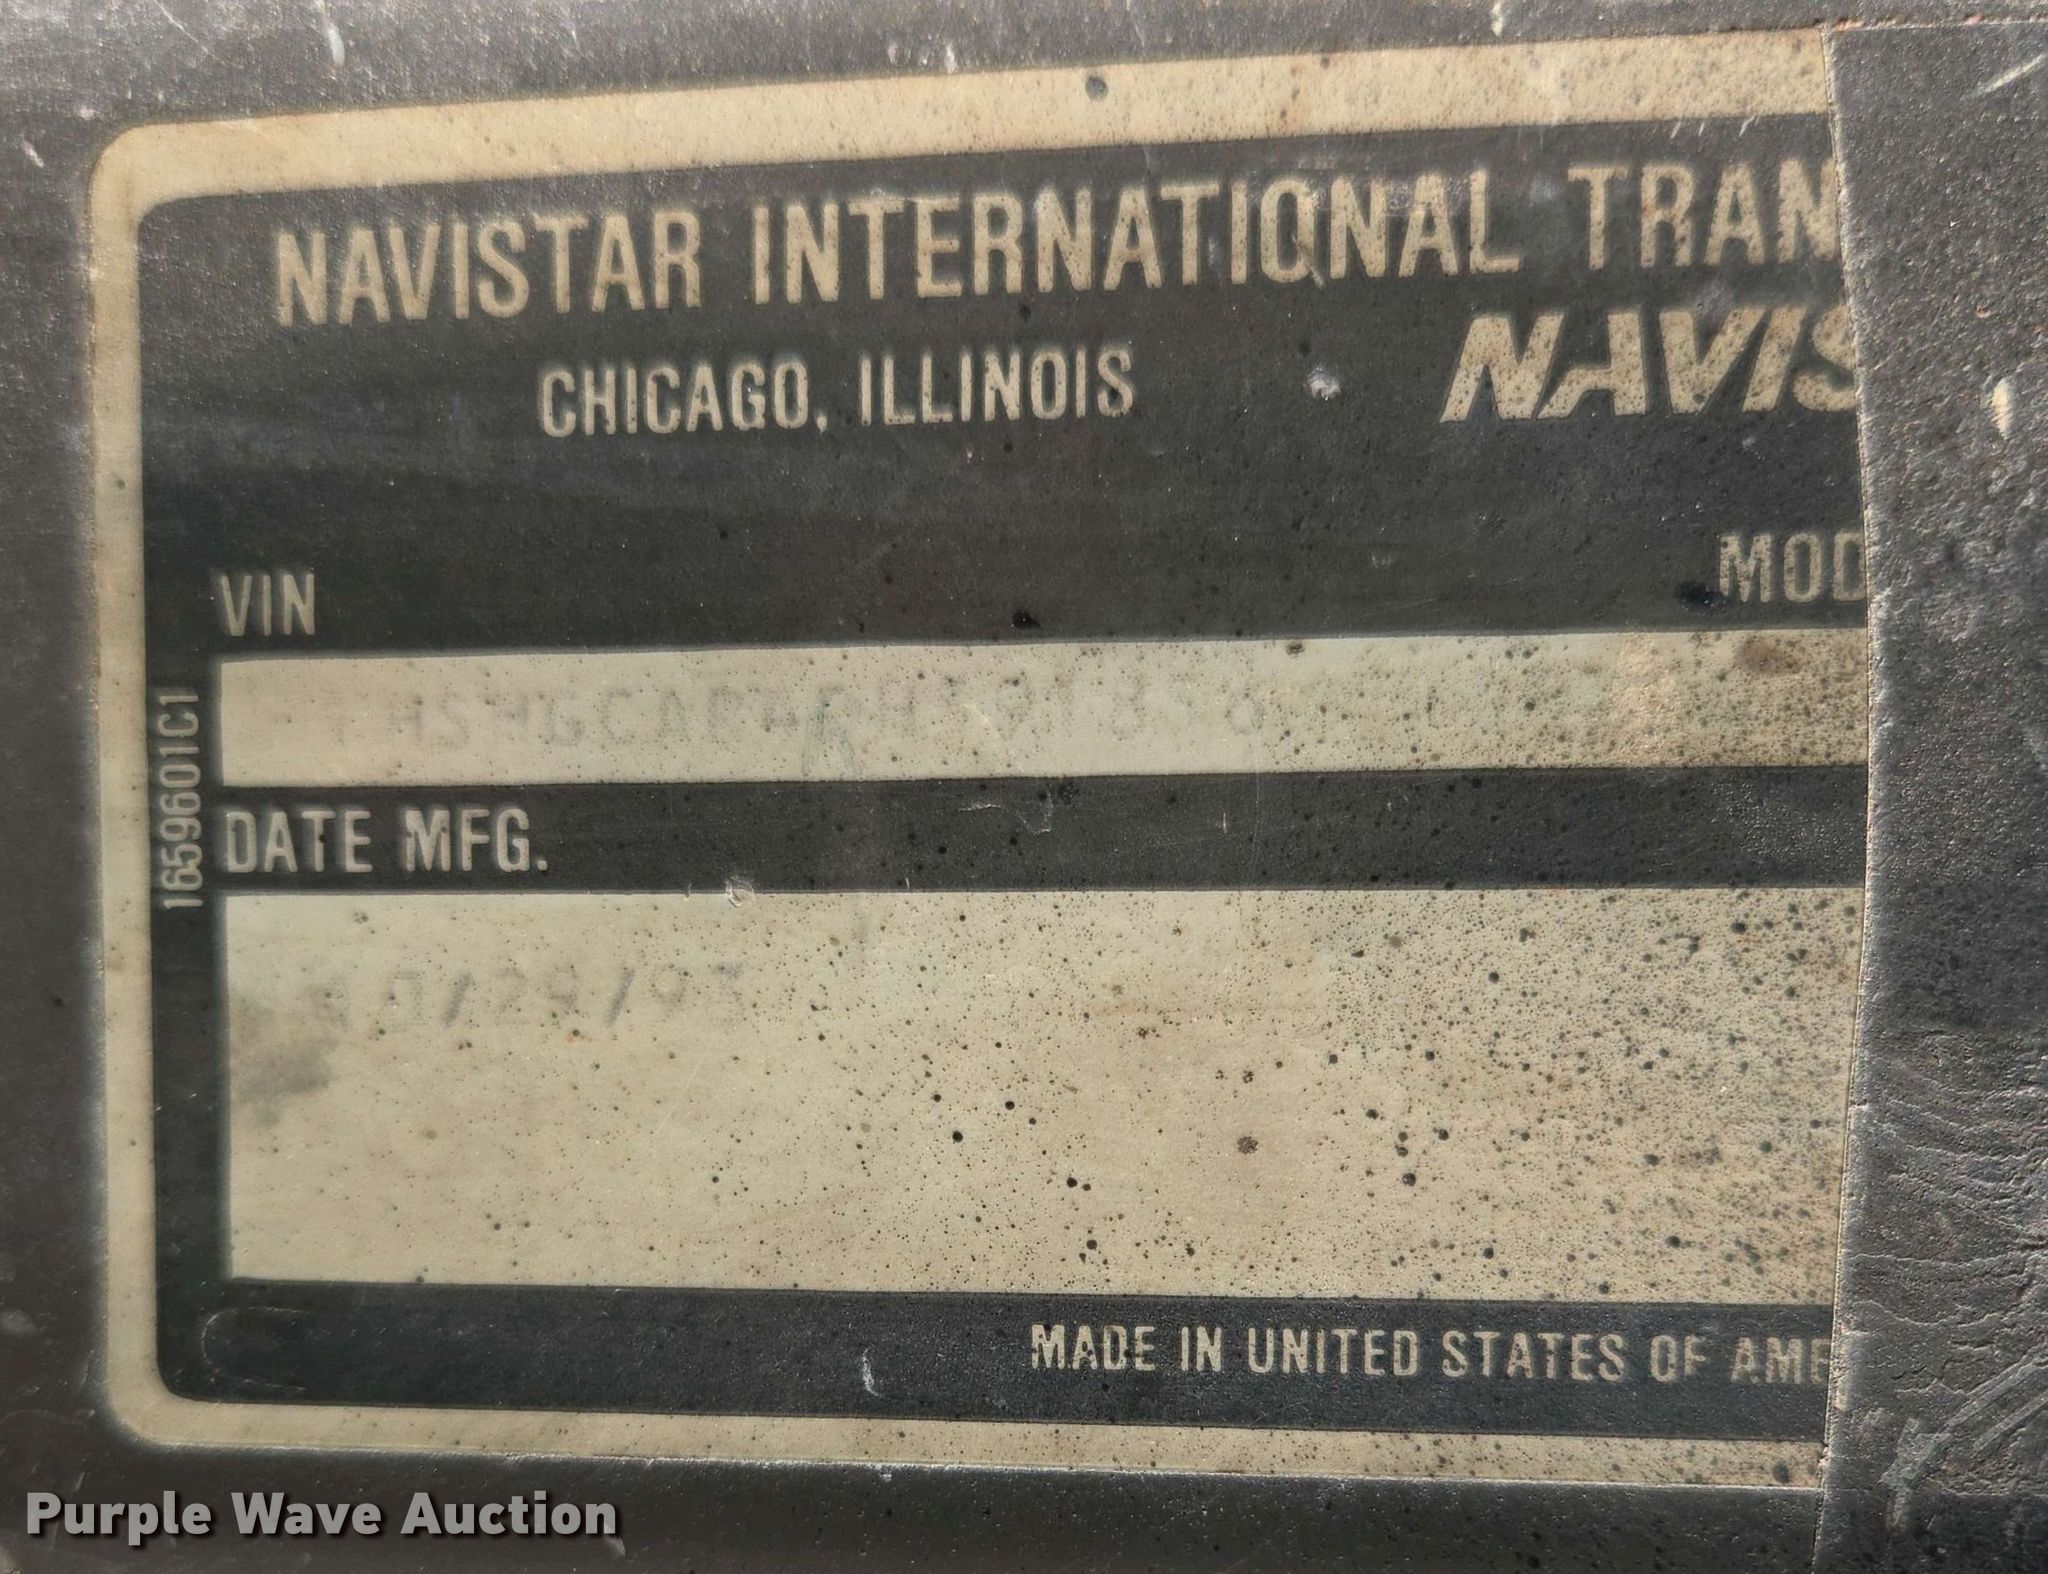 NAVISTAR INTERNATIONAL TRAN
CHICAGO, ILLINOIS
NAVIS
VIN
MOD
1659601C1
DATE MFG.
MADE IN UNITED STATES OF AME
Purple Wave Auction